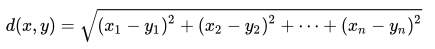 d(x, y) = √((x₁ − y₁)² + (x₂ − y₂)² + ⋯ + (xₙ − yₙ)²)